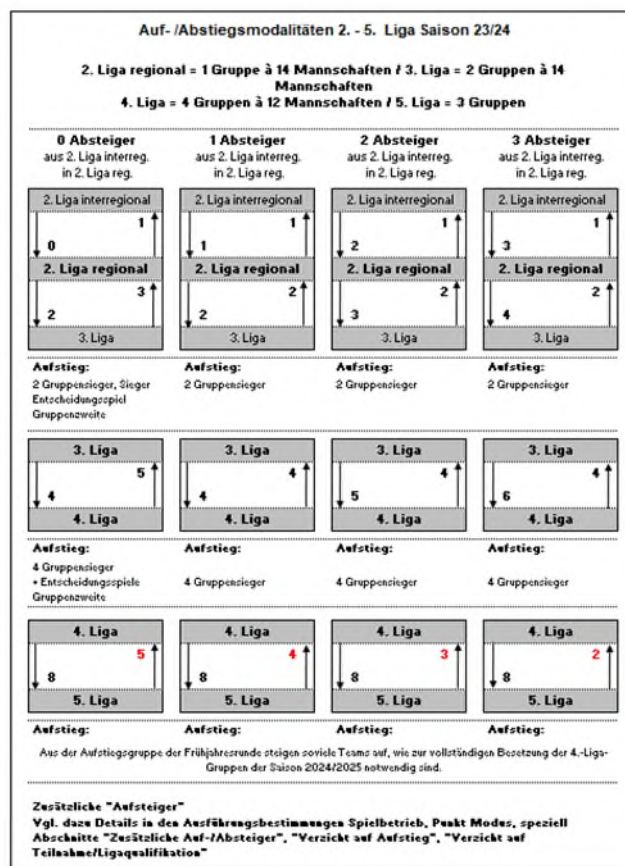 Auf- /Abstiegsmodalitäten 2. - 5. Liga Saison 23/24
2. Liga regional = 1 Gruppe à 14 Mannschaften / 3. Liga = 2 Gruppen à 14
Mannschaften
4. Liga = 4 Gruppen à 12 Mannschaften / 5. Liga = 3 Gruppen
0 Absteiger 1 Absteiger 2 Absteiger 3 Absteiger
aus 2. Liga interreg. aus 2. Liga interreg. aus 2. Liga interreg. aus 2. Liga interreg.
in 2. Liga reg. in 2. Liga reg. in 2. Liga reg. in 2. Liga reg.
2. Liga interregional 2. Liga interregional 2. Liga interregional 2. Liga interregional
1 1 1 1
0 1 2 3
2. Liga regional 2. Liga regional 2. Liga regional 2. Liga regional
3 2 2 2
2 2 3 4
3. Liga 3. Liga 3. Liga 3. Liga
Aufstieg: Aufstieg: Aufstieg: Aufstieg:
2 Gruppensieger, Sieger 2 Gruppensieger 2 Gruppensieger 2 Gruppensieger
Entscheidungsspiel
Gruppenzweite
3. Liga 3. Liga 3. Liga 3. Liga
5 4 4 4
4 4 5 6
4. Liga 4. Liga 4. Liga 4. Liga
Aufstieg: Aufstieg: Aufstieg: Aufstieg:
4 Gruppensieger
+ Entscheidungsspiele 4 Gruppensieger 4 Gruppensieger 4 Gruppensieger
Gruppenzweite
4. Liga 4. Liga 4. Liga 4. Liga
5 4 3 2
8 8 8 8
5. Liga 5. Liga 5. Liga 5. Liga
Aufstieg: Aufstieg: Aufstieg: Aufstieg:
Aus der Aufstiegsgruppe der Frühjahresrunde steigen soviele Teams auf, wie zur vollständigen Besetzung der 4.-Liga-
Gruppen der Saison 2024/2025 notwendig sind.
Zusätzliche "Aufsteiger"
Vgl. dazu Details in den Ausführungsbestimmungen Spielbetrieb, Punkt Modus, speziell
Abschnitte "Zusätzliche Auf-/Absteiger", "Verzicht auf Aufstieg", "Verzicht auf
Teilnahme/Ligaqualifikation"